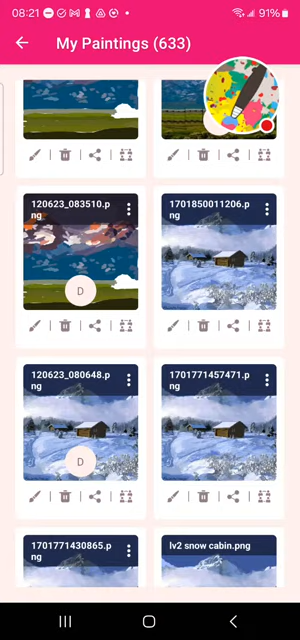 08:21
91%
My Paintings (633)
120623_083510.p
ng
1701850011206.p
ng
D
120623_080648.p
ng
1701771457471.p
ng
D
1701771430865.p
ng
lv2 snow cabin.png